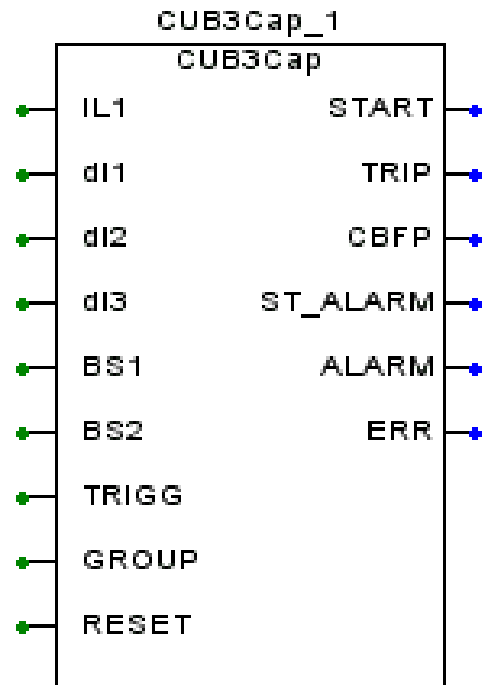 CUB3Cap_1
CUB3Cap
IL1 START
dI1 TRIP
dI2 CBFP
dI3 ST_ALARM
BS1 ALARM
BS2 ERR
TRIGG
GROUP
RESET